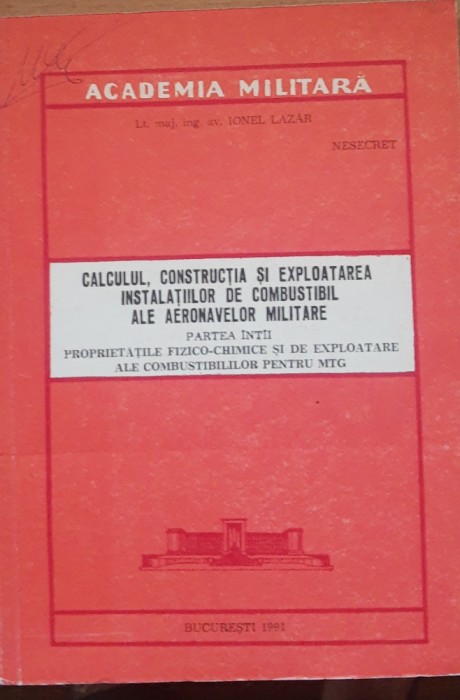 ACADEMIA MILITARĂ
Lt. maj. ing. av. IONEL LAZĂR
NESECRET
CALCULUL, CONSTRUCȚIA ȘI EXPLOATAREA
INSTALAȚIILOR DE COMBUSTIBIL
ALE AERONAVELOR MILITARE
PARTEA ÎNTÎI
PROPRIETĂȚILE FIZICO-CHIMICE ȘI DE EXPLOATARE
ALE COMBUSTIBILILOR PENTRU MTG
BUCUREȘTI 1991